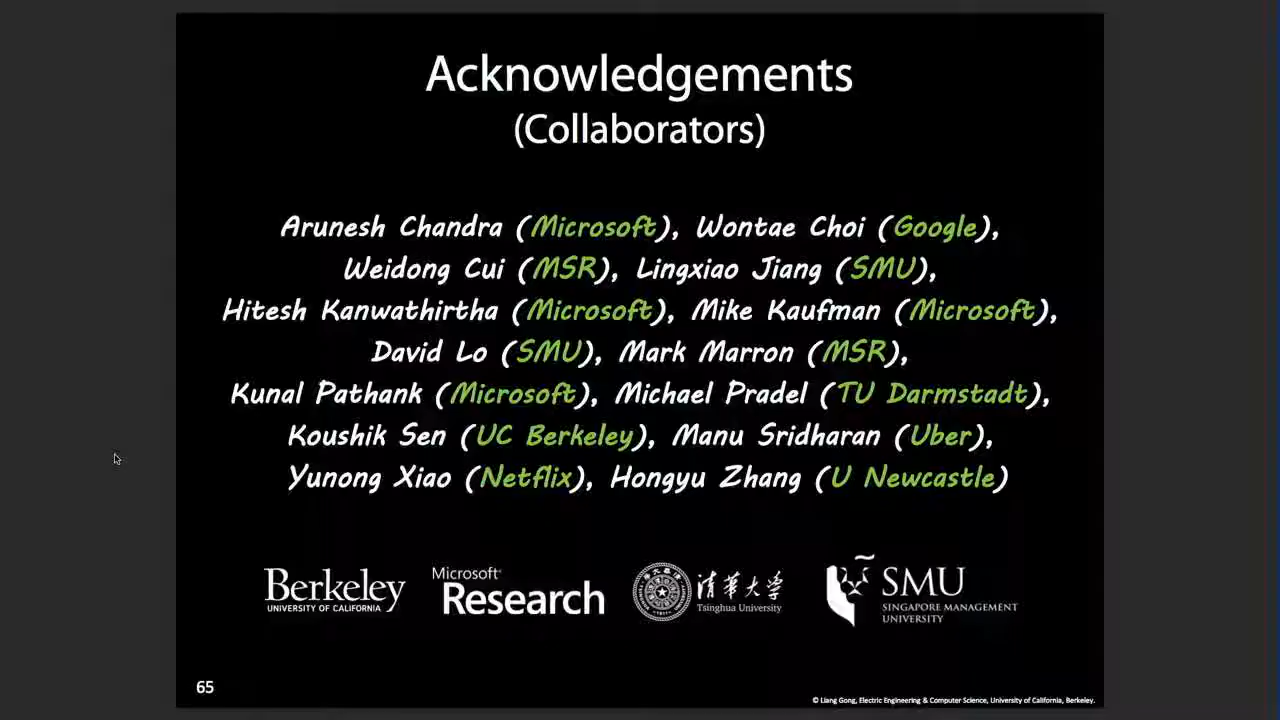 Acknowledgements
(Collaborators)
Arunesh Chandra (Microsoft), Wontae Choi (Google),
Weidong Cui (MSR), Lingxiao Jiang (SMU),
Hitesh Kanwathirtha (Microsoft), Mike Kaufman (Microsoft),
David Lo (SMU), Mark Marron (MSR),
Kunal Pathank (Microsoft), Michael Pradel (TU Darmstadt),
Koushik Sen (UC Berkeley), Manu Sridharan (Uber),
Yunong Xiao (Netflix), Hongyu Zhang (U Newcastle)
Berkeley
UNIVERSITY OF CALIFORNIA
Microsoft
Research
清華大学
Tsinghua University
SMU
SINGAPORE MANAGEMENT
UNIVERSITY
65
© Liang Gong, Electric Engineering & Computer Science, University of California, Berkeley.